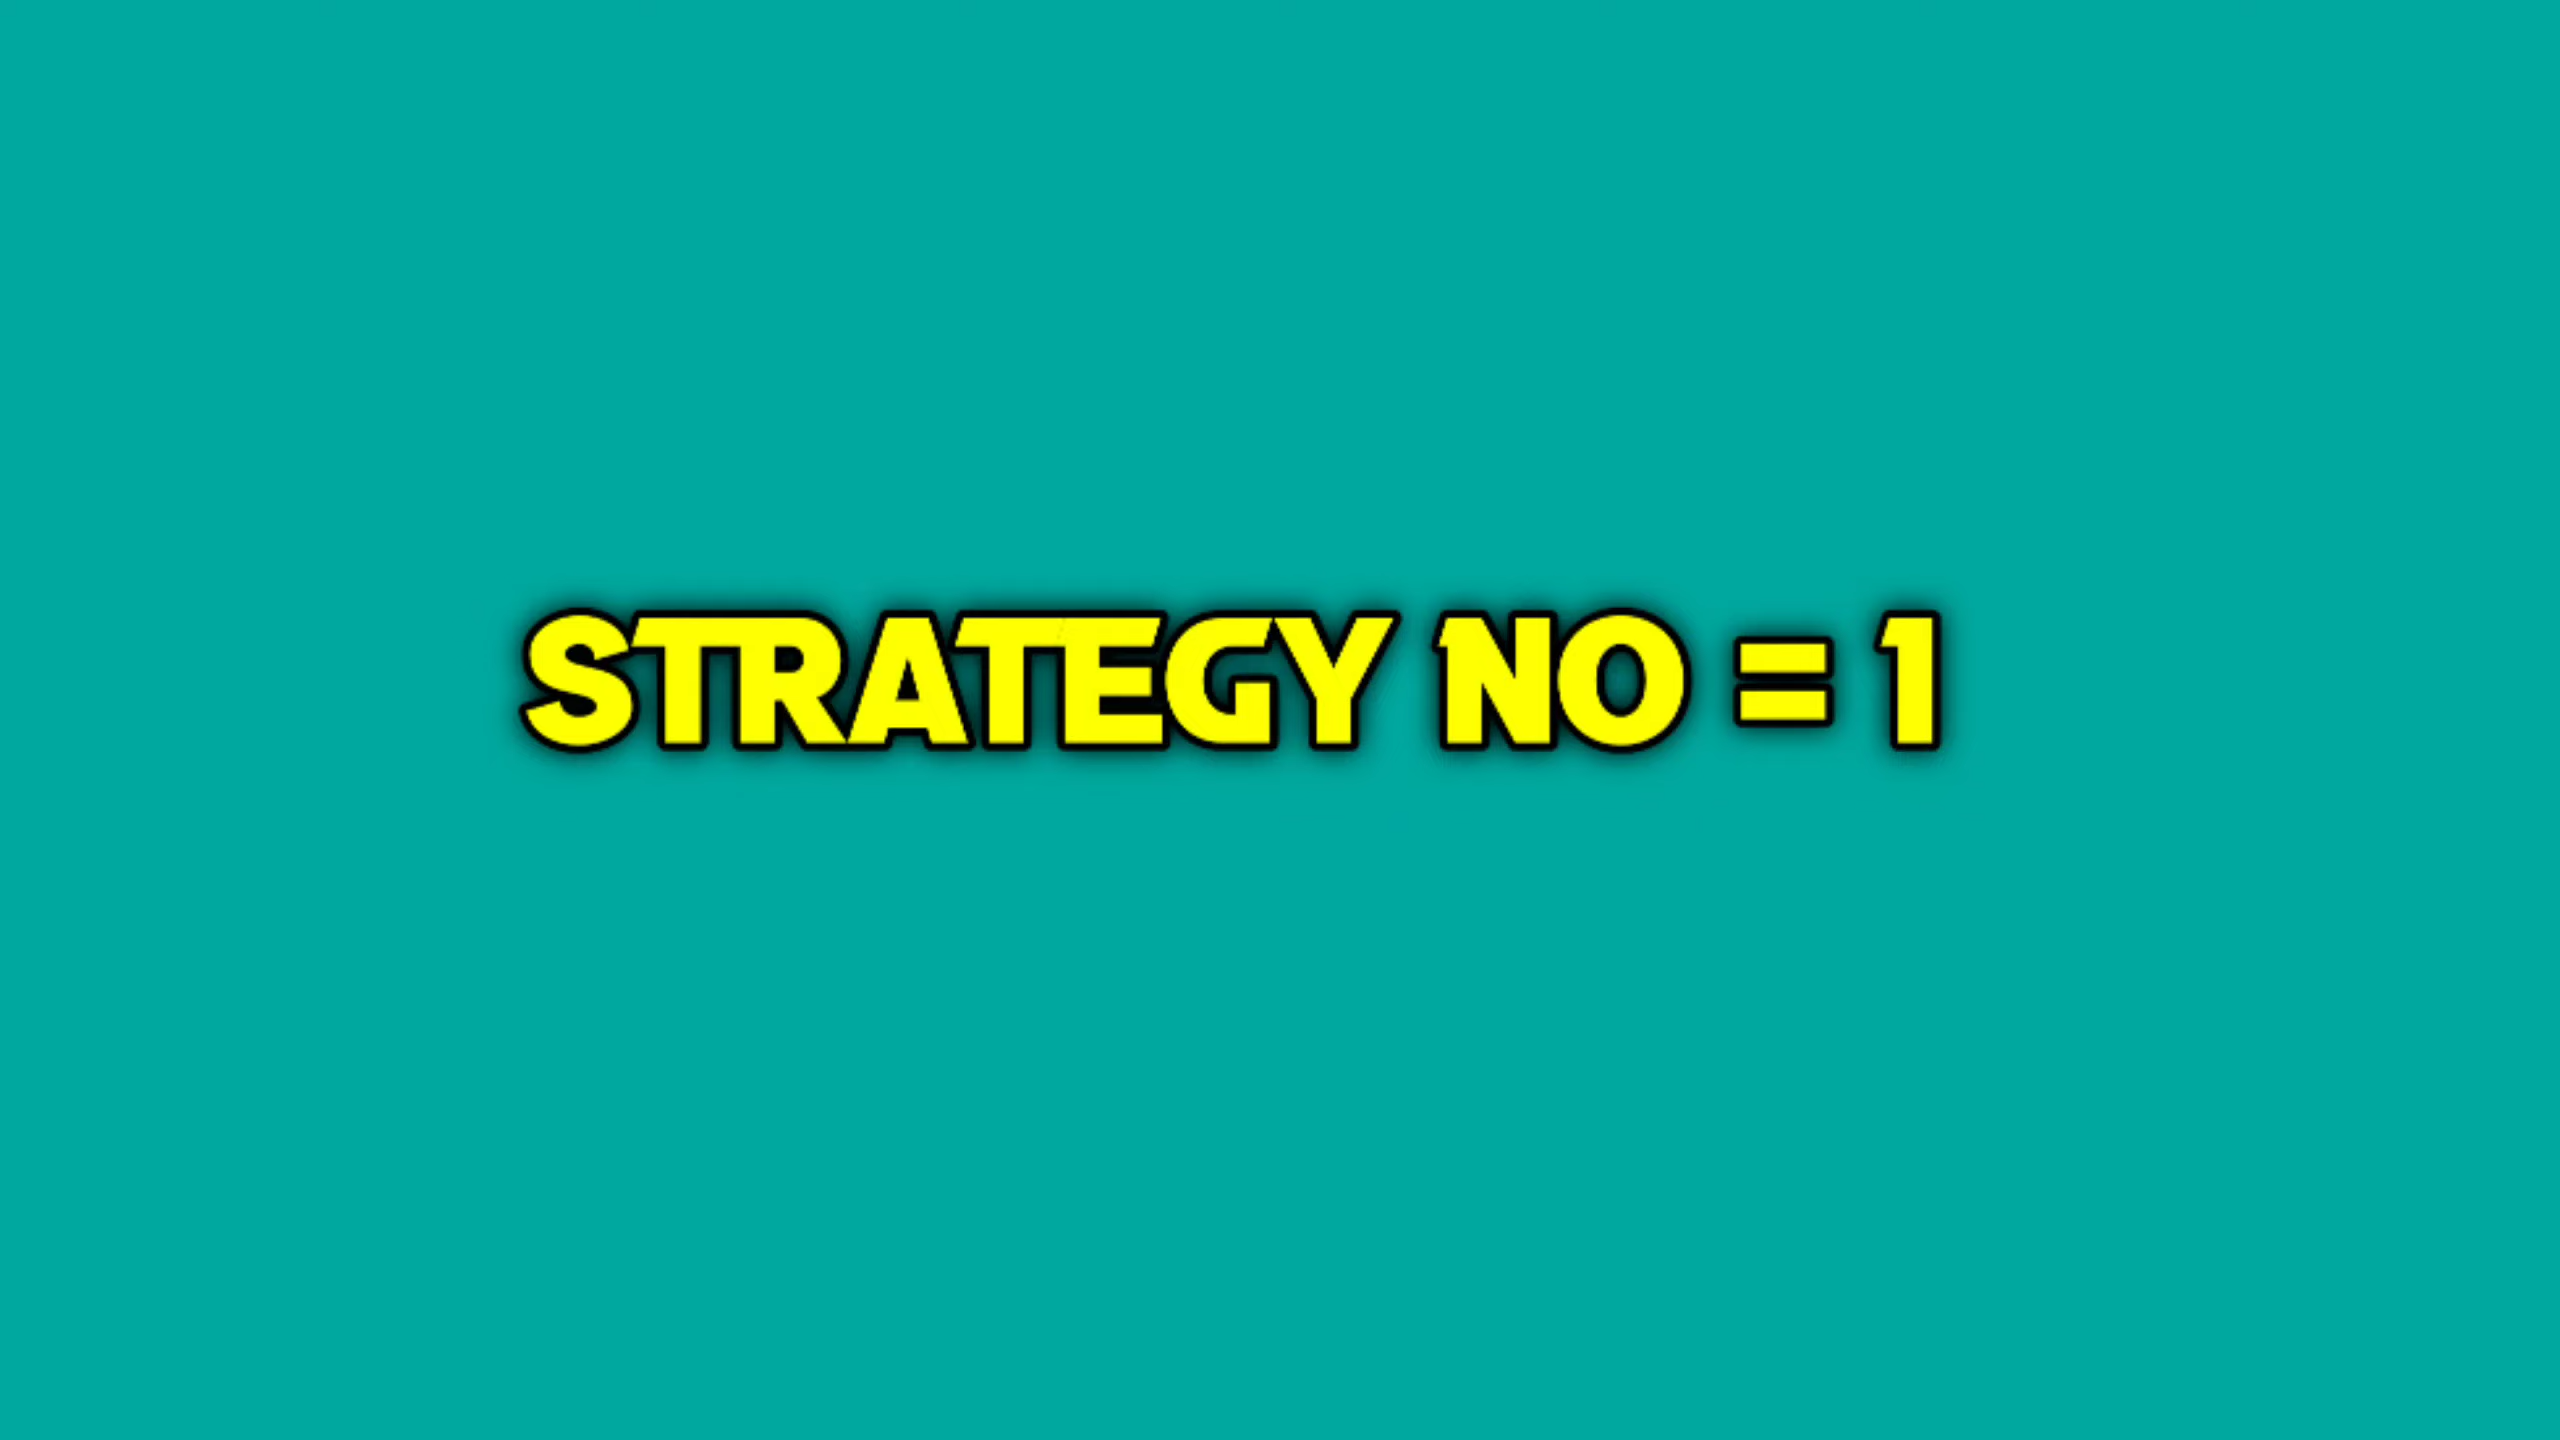 STRATEGY NO = 1